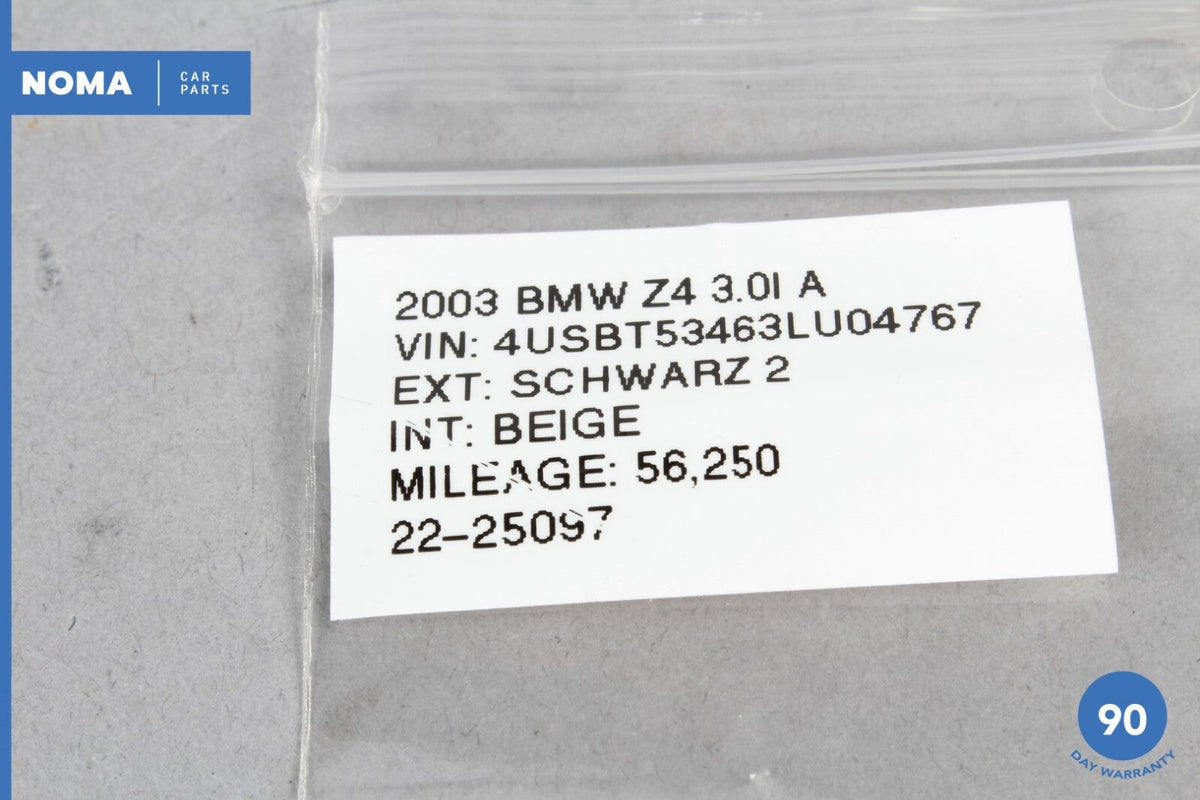 NOMA
CAR
PARTS
2003 BMW Z4 3.0I A
VIN: 4USBT53463LU04767
EXT: SCHWARZ 2
INT: BEIGE
MILEAGE: 56,250
22-25097
90
DAY WARRANTY